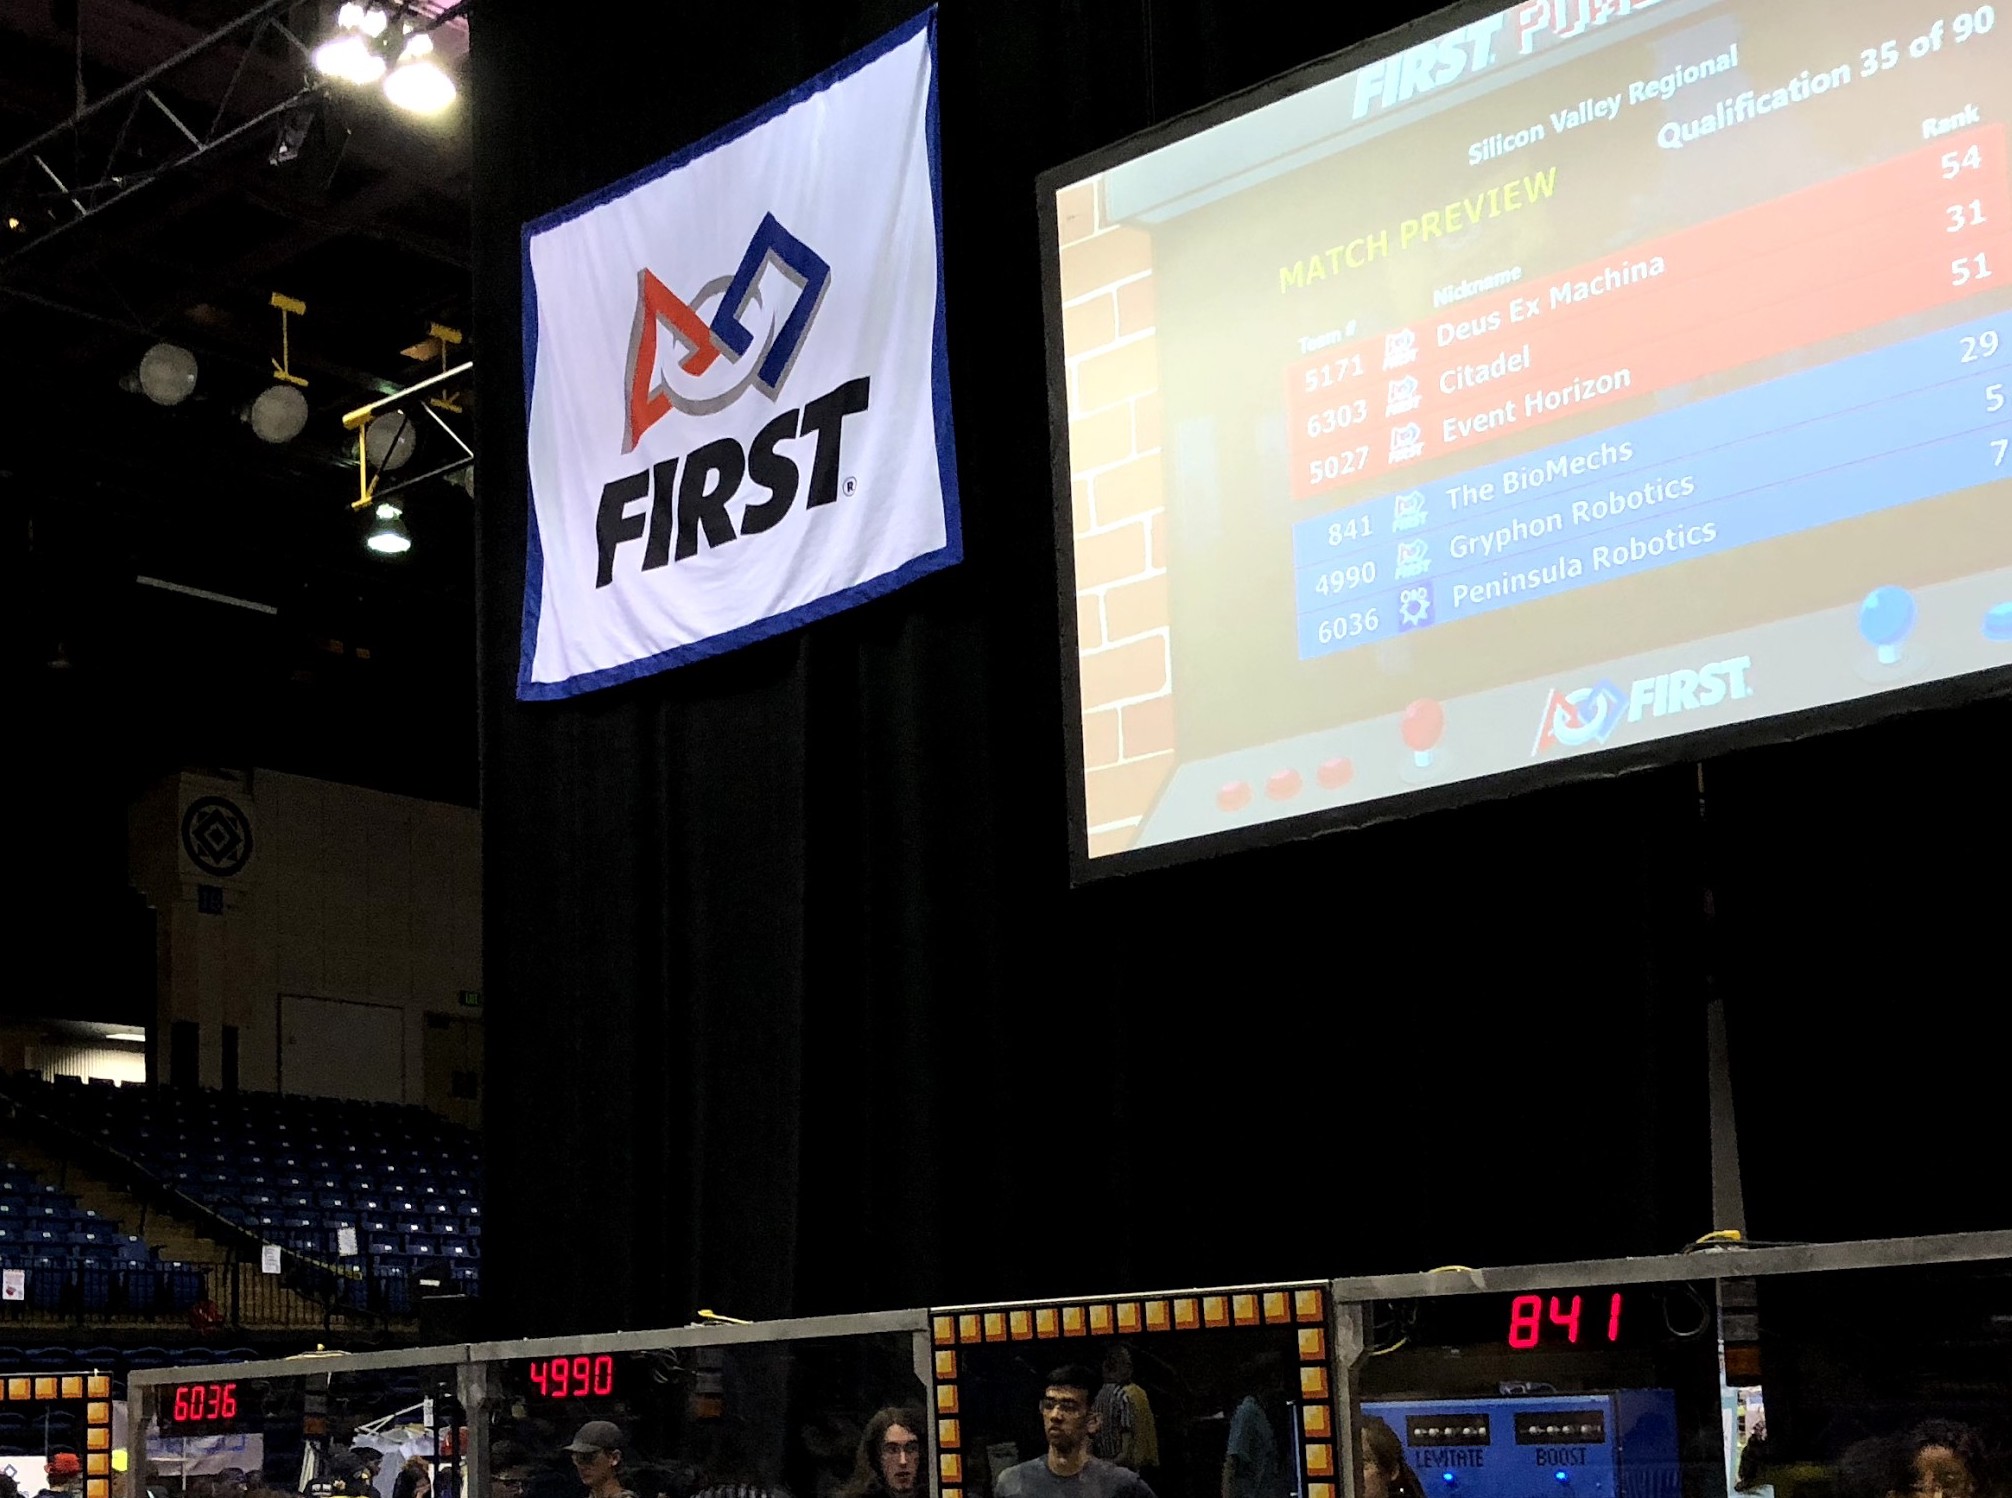 FIRST®
FIRST POWER
Silicon Valley Regional
Qualification 35 of 90
MATCH PREVIEW
Team # Nickname Rank
5171 Deus Ex Machina 54
6303 Citadel 31
5027 Event Horizon 51
841 The BioMechs 29
4990 Gryphon Robotics 5
6036 Peninsula Robotics 7
FIRST
6036
4990
841
LEVITATE BOOST